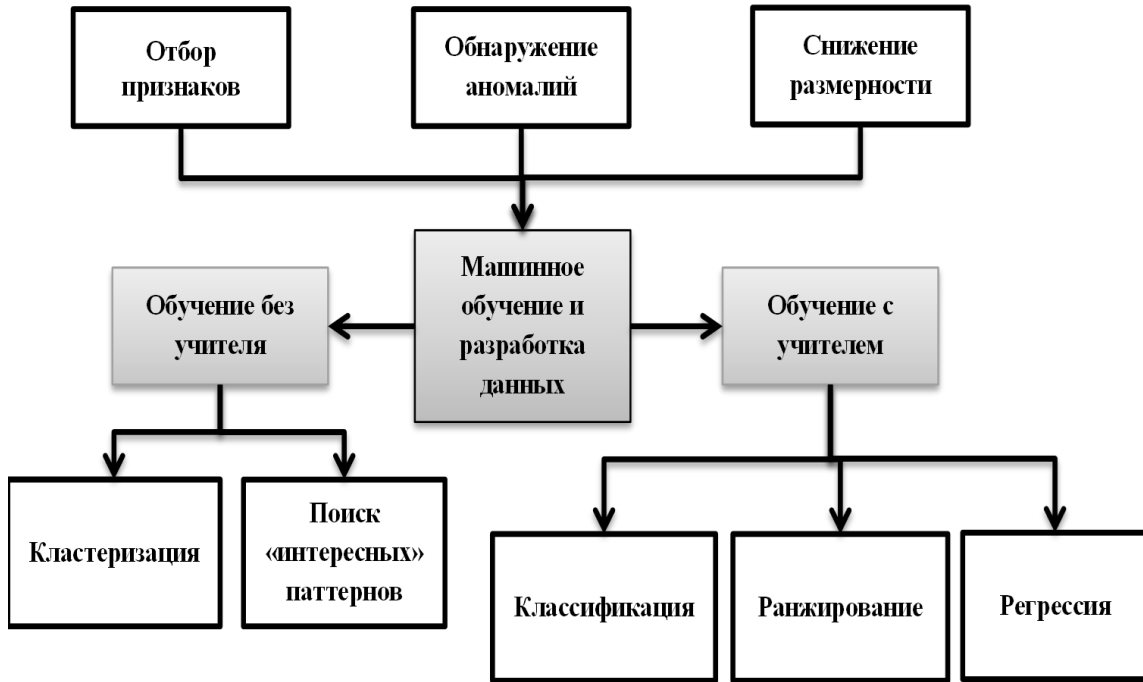 Отбор
признаков
Обнаружение
аномалий
Снижение
размерности
Машинное
обучение и
разработка
данных
Обучение без
учителя
Обучение с
учителем
Кластеризация
Поиск
«интересных»
паттернов
Классификация
Ранжирование
Регрессия